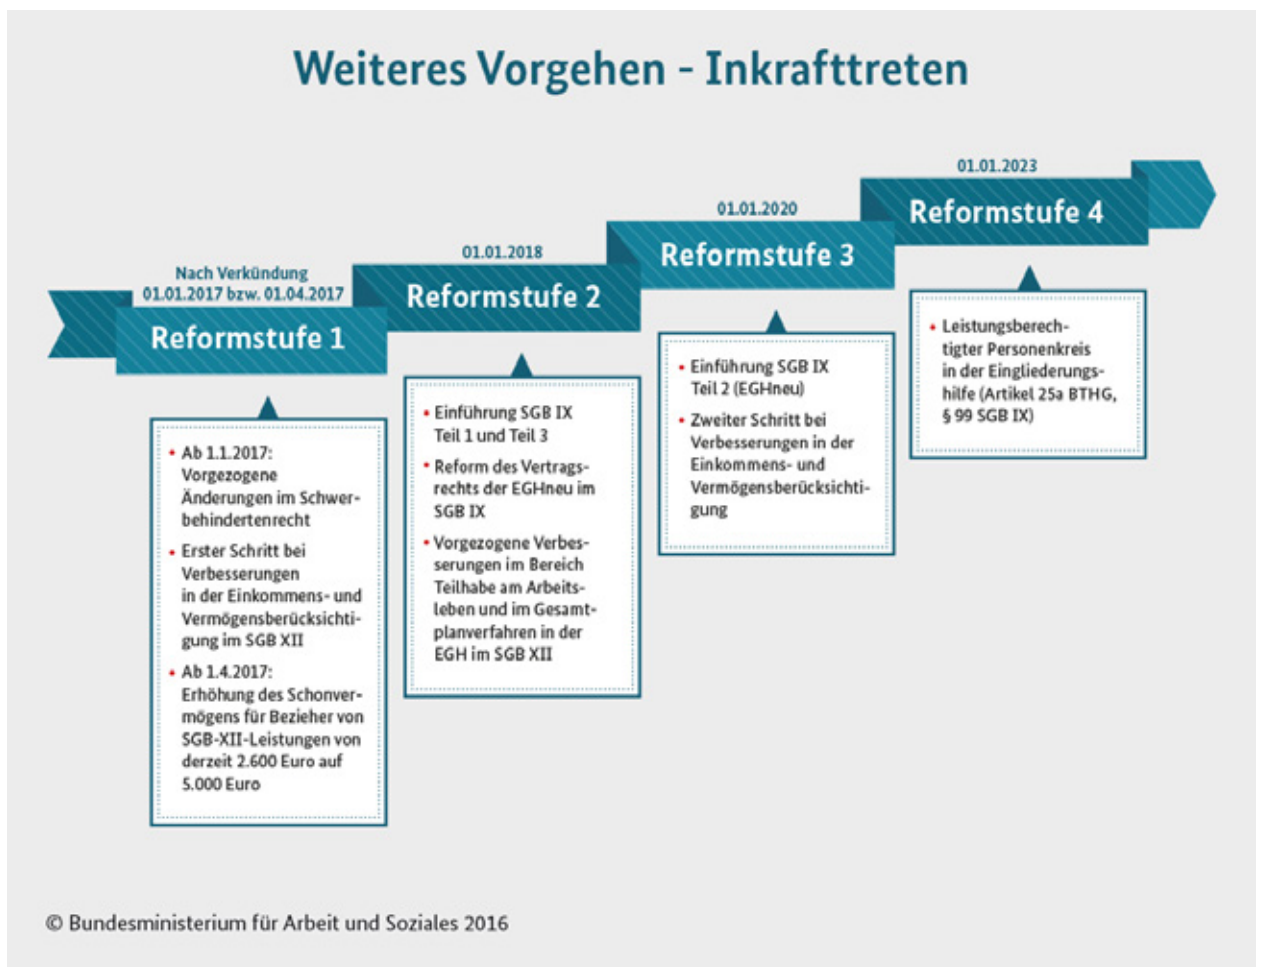 Weiteres Vorgehen - Inkrafttreten
Nach Verkündung
01.01.2017 bzw. 01.04.2017
Reformstufe 1
• Ab 1.1.2017:
Vorgezogene
Änderungen im Schwer-
behindertenrecht
• Erster Schritt bei
Verbesserungen
in der Einkommens- und
Vermögensberücksichti-
gung im SGB XII
• Ab 1.4.2017:
Erhöhung des Schonver-
mögens für Bezieher von
SGB-XII-Leistungen von
derzeit 2.600 Euro auf
5.000 Euro
01.01.2018
Reformstufe 2
• Einführung SGB IX
Teil 1 und Teil 3
• Reform des Vertrags-
rechts der EGHneu im
SGB IX
• Vorgezogene Verbes-
serungen im Bereich
Teilhabe am Arbeits-
leben und im Gesamt-
planverfahren in der
EGH im SGB XII
01.01.2020
Reformstufe 3
• Einführung SGB IX
Teil 2 (EGHneu)
• Zweiter Schritt bei
Verbesserungen in der
Einkommens- und
Vermögensberücksichti-
gung
01.01.2023
Reformstufe 4
• Leistungsberech-
tigter Personenkreis
in der Eingliederungs-
hilfe (Artikel 25a BTHG,
§ 99 SGB IX)
© Bundesministerium für Arbeit und Soziales 2016